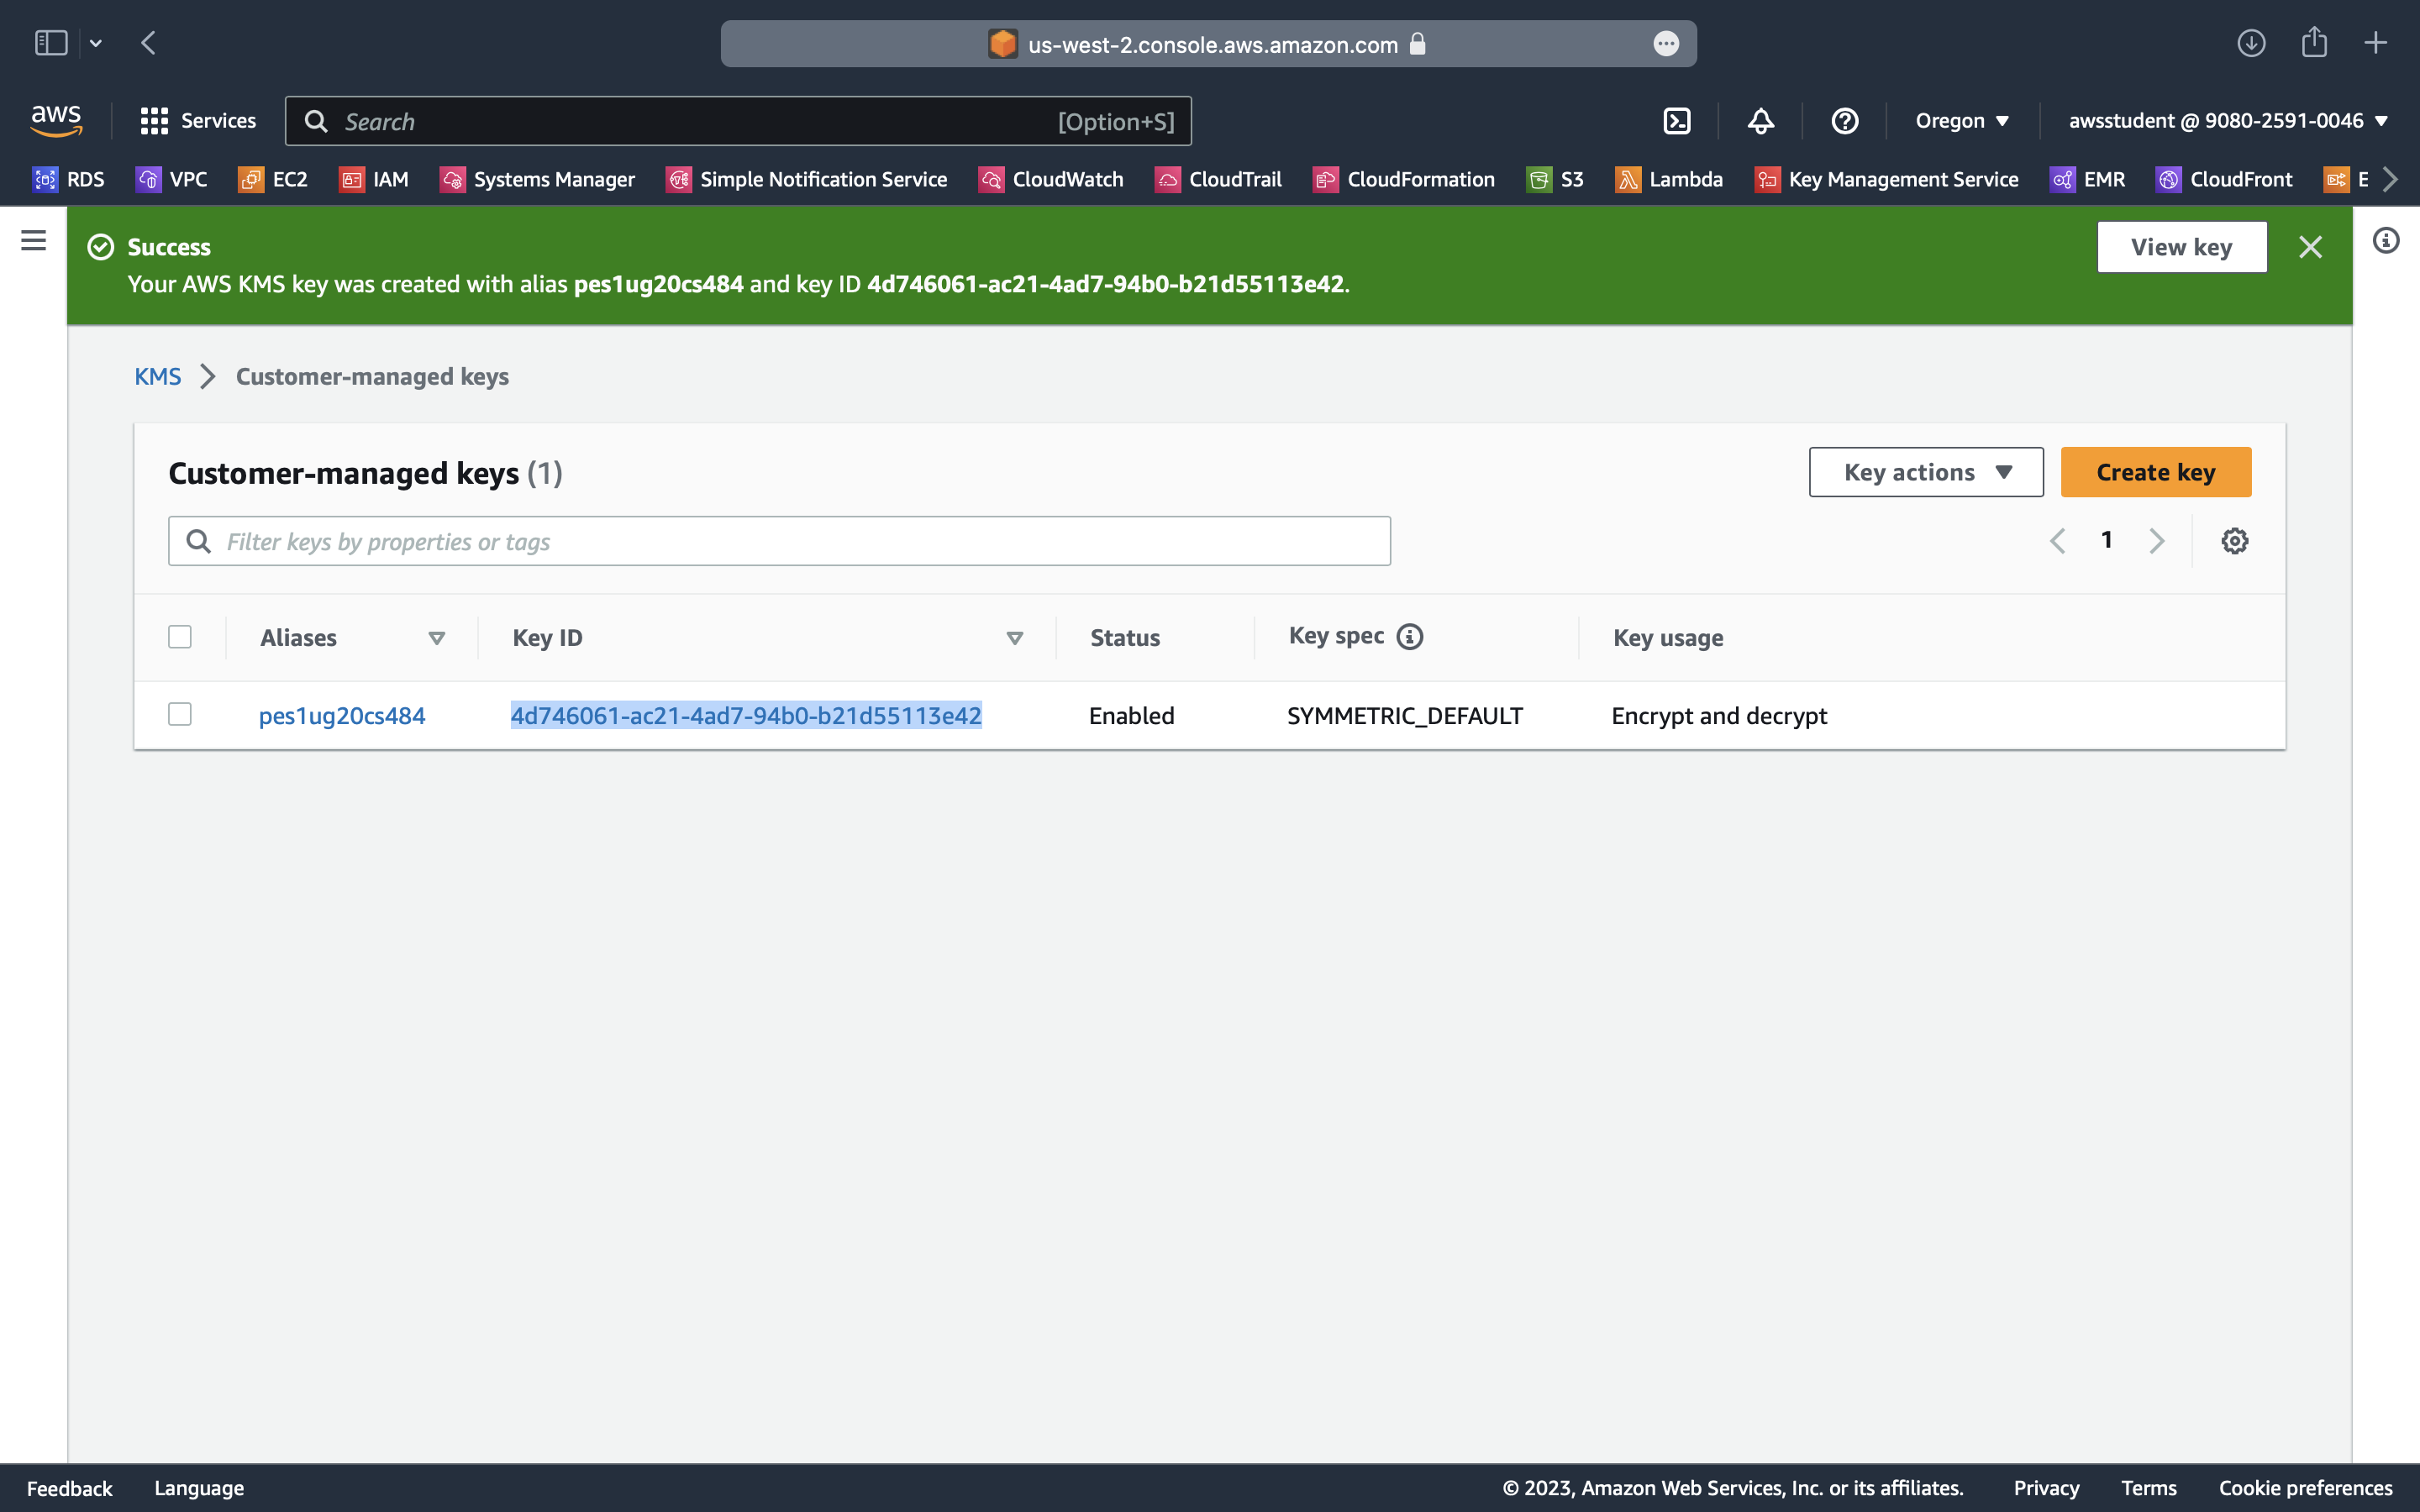 us-west-2.console.aws.amazon.com
aws Services Search [Option+S] Oregon awsstudent @ 9080-2591-0046
RDS VPC EC2 IAM Systems Manager Simple Notification Service CloudWatch CloudTrail CloudFormation S3 Lambda Key Management Service EMR CloudFront E
Success View key
Your AWS KMS key was created with alias pes1ug20cs484 and key ID 4d746061-ac21-4ad7-94b0-b21d55113e42.
KMS Customer-managed keys
Customer-managed keys (1) Key actions Create key
Filter keys by properties or tags 1
Aliases Key ID Status Key spec Key usage
pes1ug20cs484 4d746061-ac21-4ad7-94b0-b21d55113e42 Enabled SYMMETRIC_DEFAULT Encrypt and decrypt
Feedback Language © 2023, Amazon Web Services, Inc. or its affiliates. Privacy Terms Cookie preferences